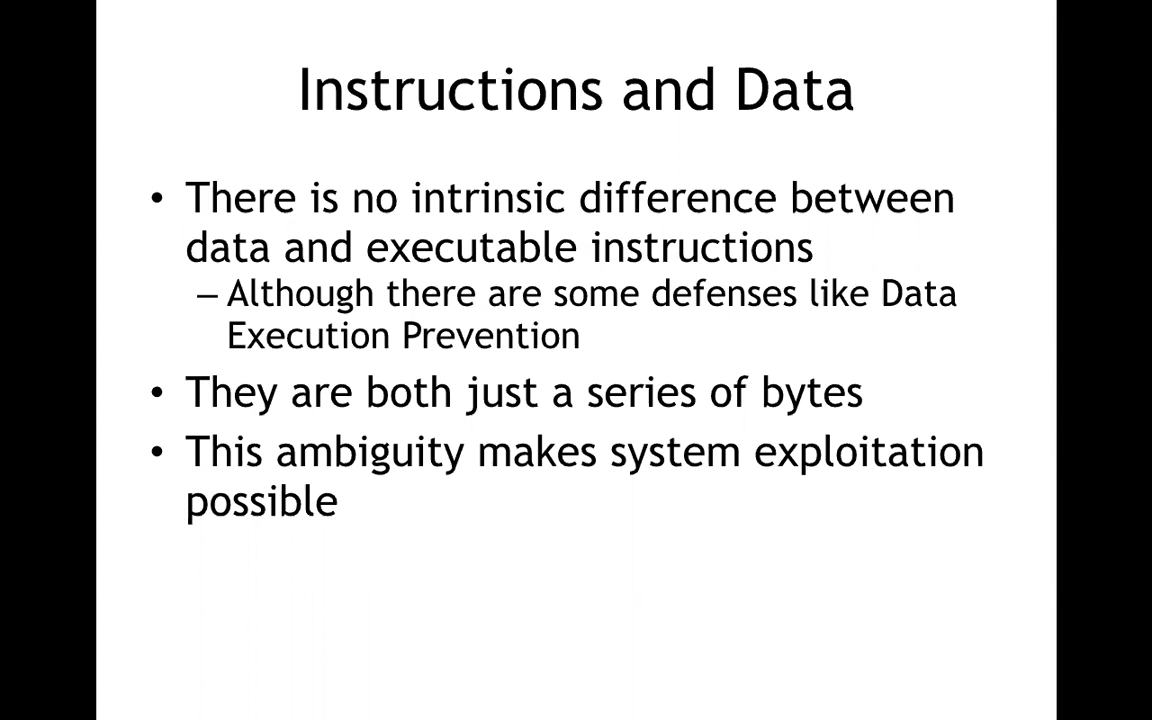 Instructions and Data
• There is no intrinsic difference between
data and executable instructions
– Although there are some defenses like Data
Execution Prevention
• They are both just a series of bytes
• This ambiguity makes system exploitation
possible